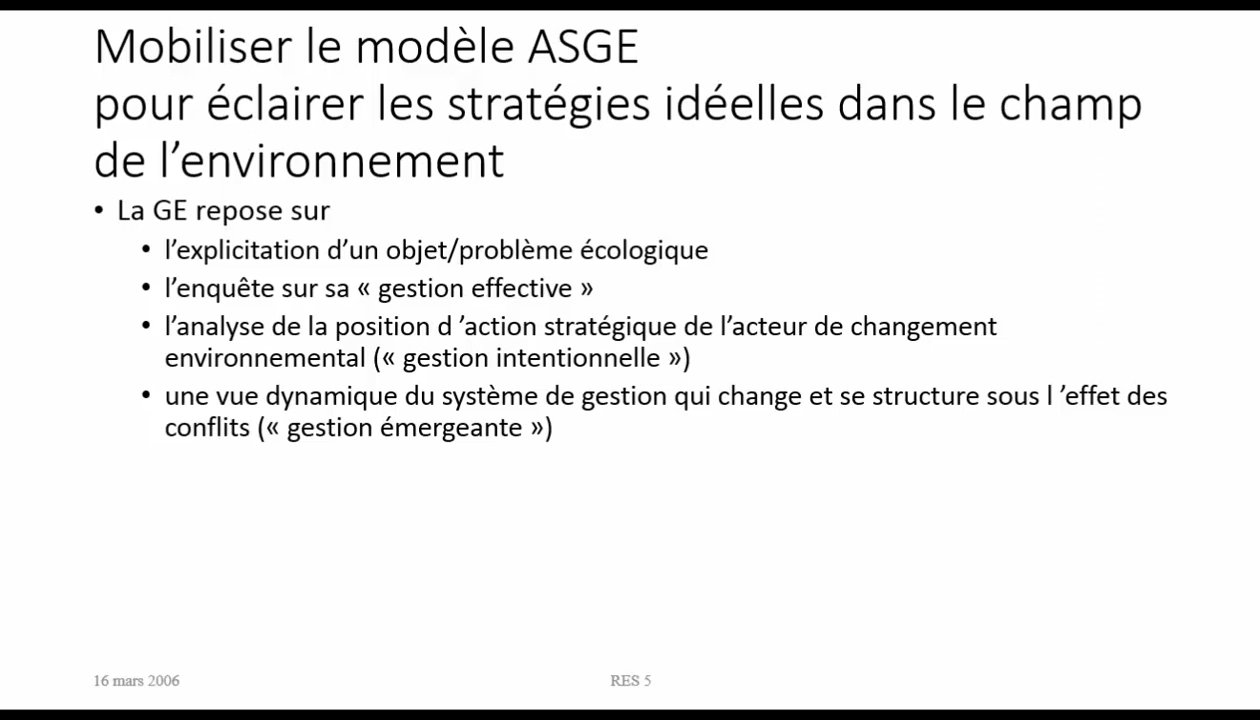 Mobiliser le modèle ASGE
pour éclairer les stratégies idéelles dans le champ
de l’environnement
• La GE repose sur
• l’explicitation d’un objet/problème écologique
• l’enquête sur sa « gestion effective »
• l’analyse de la position d ’action stratégique de l’acteur de changement
environnemental (« gestion intentionnelle »)
• une vue dynamique du système de gestion qui change et se structure sous l ’effet des
conflits (« gestion émergeante »)
16 mars 2006
RES 5